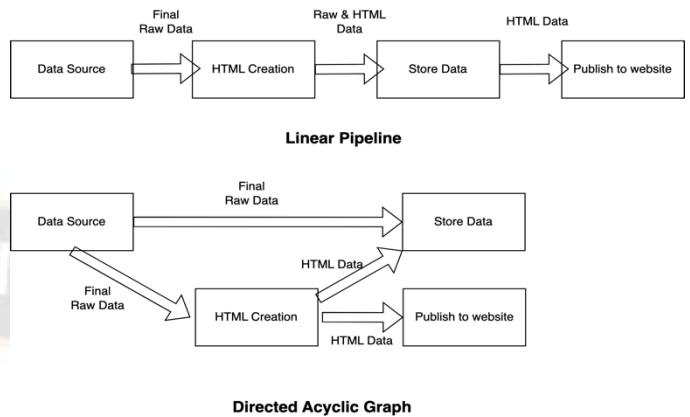 Final
Raw Data
Raw & HTML
Data
HTML Data
Data Source
HTML Creation
Store Data
Publish to website
Linear Pipeline
Final
Raw Data
Data Source
Store Data
HTML Data
Final
Raw Data
HTML Creation
Publish to website
HTML Data
Directed Acyclic Graph